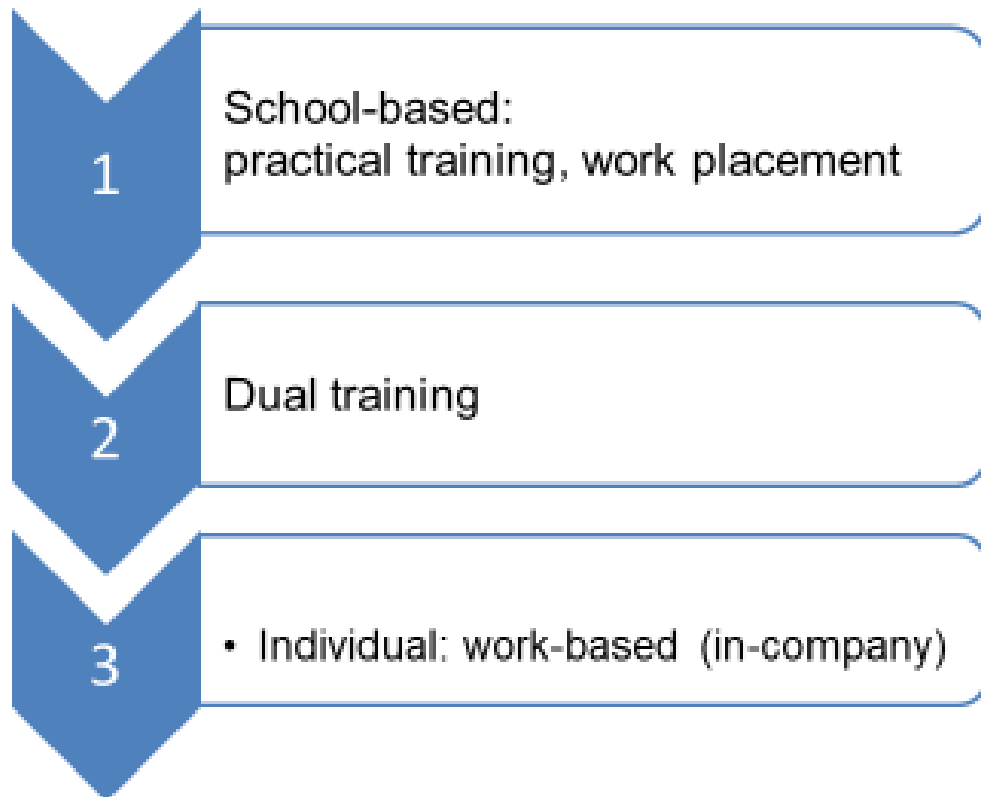 1
School-based:
practical training, work placement
2
Dual training
3
• Individual: work-based (in-company)